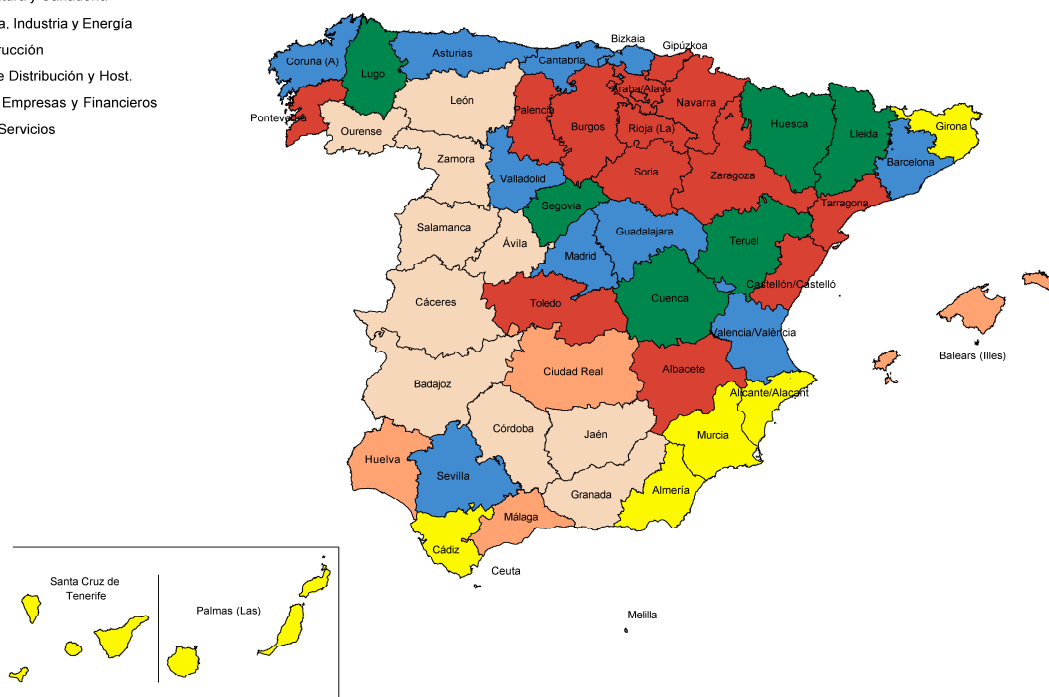 a. Industria y Energía
rucción
e Distribución y Host.
Empresas y Financieros
Servicios
Bizkaia
Gipúzkoa
Coruña (A)
Lugo
Asturias
Cantabria
Araba/Alava
Navarra
León
Palencia
Pontevedra
Ourense
Burgos
Rioja (La)
Huesca
Lleida
Girona
Barcelona
Zamora
Valladolid
Soria
Zaragoza
Tarragona
Segovia
Salamanca
Ávila
Guadalajara
Teruel
Madrid
Castellón/Castelló
Cáceres
Toledo
Cuenca
Valencia/València
Balears (Illes)
Badajoz
Ciudad Real
Albacete
Alicante/Alacant
Córdoba
Jaén
Murcia
Huelva
Sevilla
Granada
Almería
Málaga
Cádiz
Ceuta
Melilla
Santa Cruz de
Tenerife
Palmas (Las)